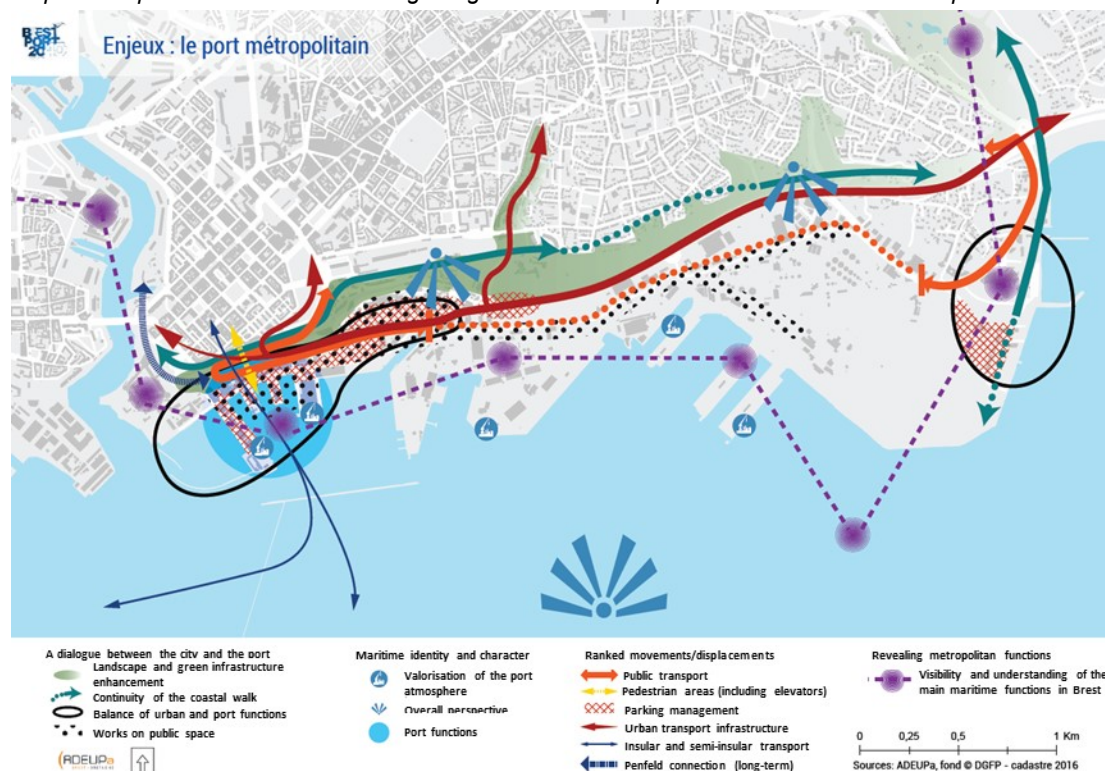 BEST
PORT
Enjeux : le port métropolitain
A dialogue between the city and the port
Landscape and green infrastructure
enhancement
Continuity of the coastal walk
Balance of urban and port functions
Works on public space
ADEUPa
Maritime identity and character
Valorisation of the port
atmosphere
Overall perspective
Port functions
Ranked movements/displacements
Public transport
Pedestrian areas (including elevators)
Parking management
Urban transport infrastructure
Insular and semi-insular transport
Penfeld connection (long-term)
Revealing metropolitan functions
Visibility and understanding of the
main maritime functions in Brest
0 0,25 0,5 1 Km
Sources: ADEUPa, fond © DGFP - cadastre 2016